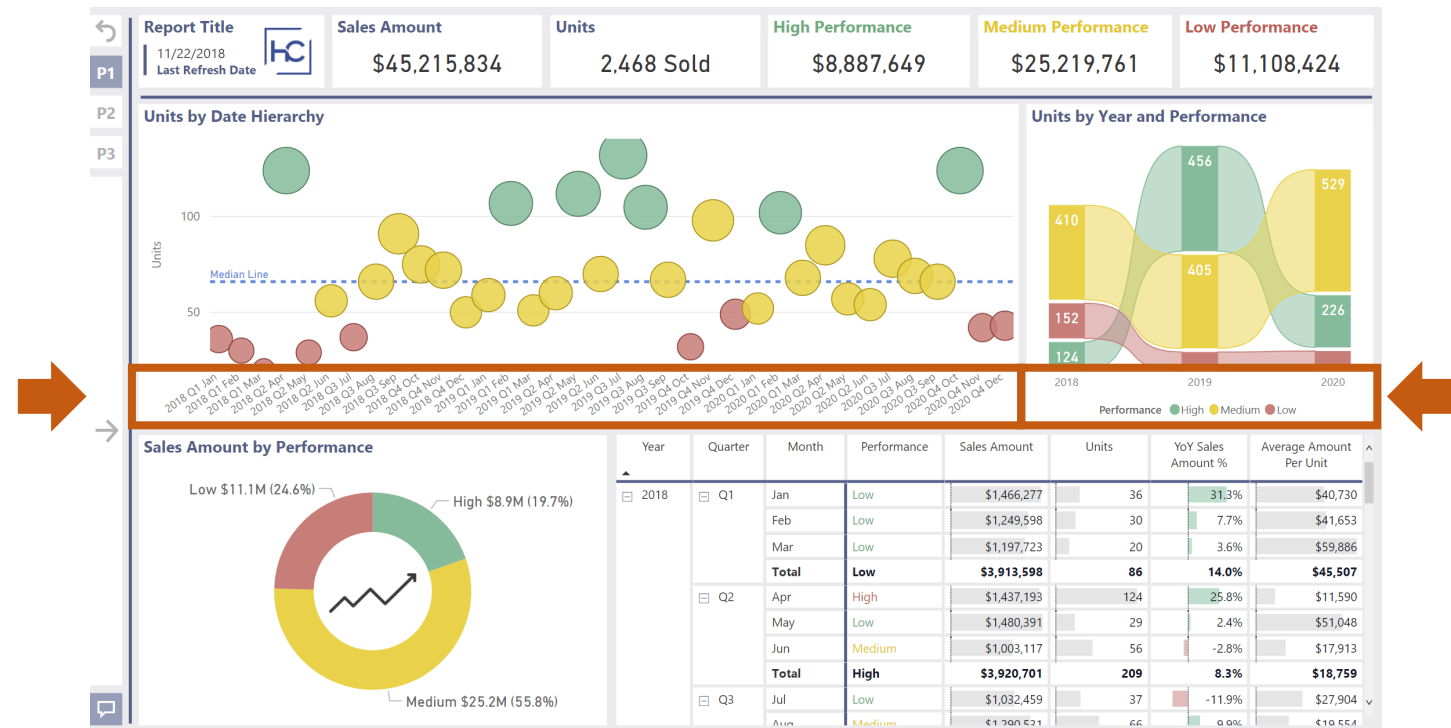 Report Title
11/22/2018
Last Refresh Date
hc
Sales Amount
$45,215,834
Units
2,468 Sold
High Performance
$8,887,649
Medium Performance
$25,219,761
Low Performance
$11,108,424
P1
P2
P3
Units by Date Hierarchy
Units
100
50
Median Line
2018 Q1 Jan
2018 Q1 Feb
2018 Q1 Mar
2018 Q2 Apr
2018 Q2 May
2018 Q2 Jun
2018 Q3 Jul
2018 Q3 Aug
2018 Q3 Sep
2018 Q4 Oct
2018 Q4 Nov
2018 Q4 Dec
2019 Q1 Jan
2019 Q1 Feb
2019 Q1 Mar
2019 Q2 Apr
2019 Q2 May
2019 Q2 Jun
2019 Q3 Jul
2019 Q3 Aug
2019 Q3 Sep
2019 Q4 Oct
2019 Q4 Nov
2019 Q4 Dec
2020 Q1 Jan
2020 Q1 Feb
2020 Q1 Mar
2020 Q2 Apr
2020 Q2 May
2020 Q2 Jun
2020 Q3 Jul
2020 Q3 Aug
2020 Q3 Sep
2020 Q4 Oct
2020 Q4 Nov
2020 Q4 Dec
Units by Year and Performance
410
152
124
456
405
529
226
2018 2019 2020
Performance High Medium Low
Sales Amount by Performance
Low $11.1M (24.6%)
High $8.9M (19.7%)
Medium $25.2M (55.8%)
Year Quarter Month Performance Sales Amount Units YoY Sales Amount % Average Amount Per Unit
2018 Q1 Jan Low $1,466,277 36 31.3% $40,730
Feb Low $1,249,598 30 7.7% $41,653
Mar Low $1,197,723 20 3.6% $59,886
Total Low $3,913,598 86 14.0% $45,507
Q2 Apr High $1,437,193 124 25.8% $11,590
May Low $1,480,391 29 2.4% $51,048
Jun Medium $1,003,117 56 -2.8% $17,913
Total High $3,920,701 209 8.3% $18,759
Q3 Jul Low $1,032,459 37 -11.9% $27,904
Aug Medium $1,290,531 66 9.9% $19,554